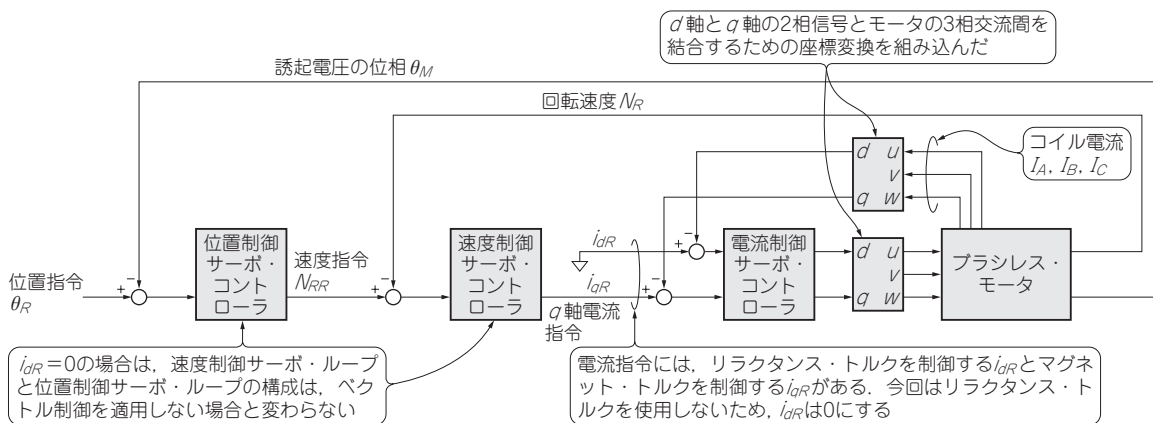 d軸とq軸の2相信号とモータの3相交流間を
結合するための座標変換を組み込んだ
誘起電圧の位相θM
回転速度NR
コイル電流
IA, IB, IC
d u
v
q w
位置指令
θR
+
−
位置制御
サーボ・
コント
ローラ
速度指令
NRR
+
−
速度制御
サーボ・
コント
ローラ
idR
iqR
q軸電流
指令
+
−
+
−
電流制御
サーボ・
コント
ローラ
d u
v
q w
ブラシレス・
モータ
idR=0の場合は，速度制御サーボ・ループ
と位置制御サーボ・ループの構成は，ベク
トル制御を適用しない場合と変わらない
電流指令には，リラクタンス・トルクを制御するidRとマグネ
ット・トルクを制御するiqRがある．今回はリラクタンス・ト
ルクを使用しないため，idRは0にする